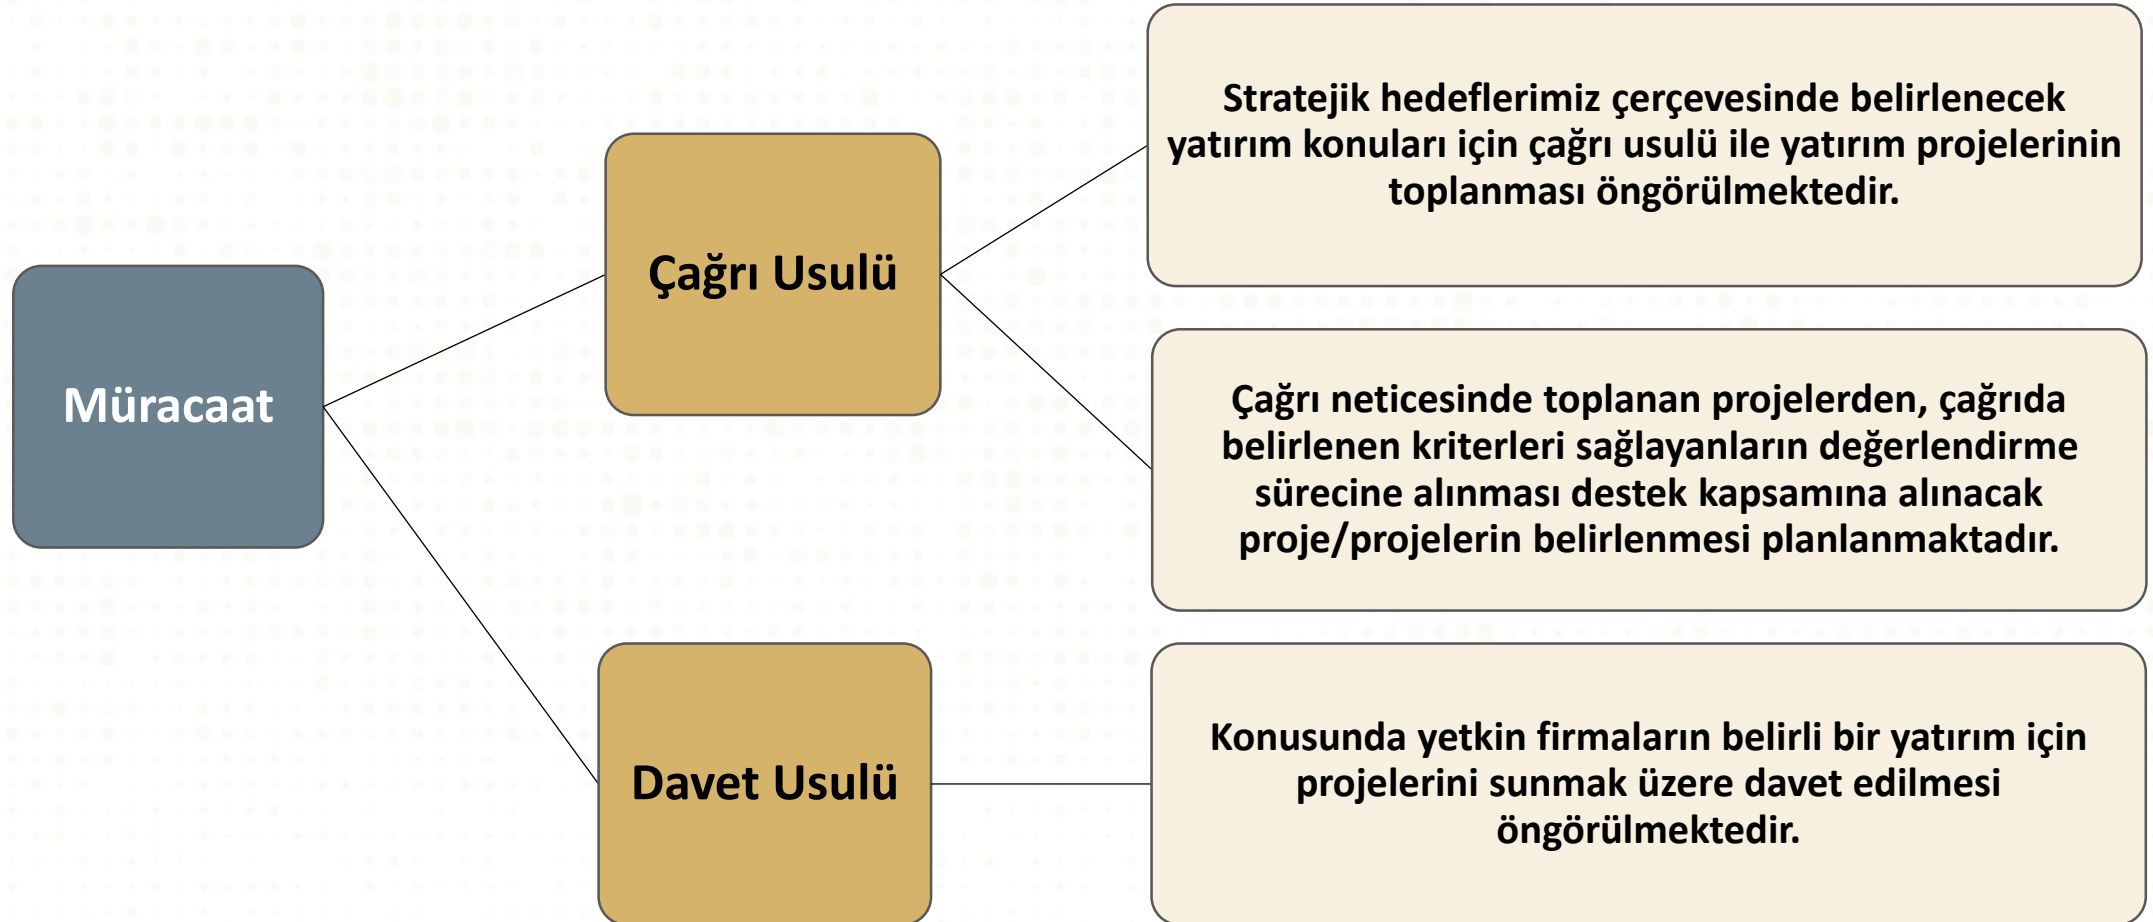 Müracaat
Çağrı Usulü
Stratejik hedeflerimiz çerçevesinde belirlenecek
yatırım konuları için çağrı usulü ile yatırım projelerinin
toplanması öngörülmektedir.
Çağrı neticesinde toplanan projelerden, çağrıda
belirlenen kriterleri sağlayanların değerlendirme
sürecine alınması destek kapsamına alınacak
proje/projelerin belirlenmesi planlanmaktadır.
Davet Usulü
Konusunda yetkin firmaların belirli bir yatırım için
projelerini sunmak üzere davet edilmesi
öngörülmektedir.